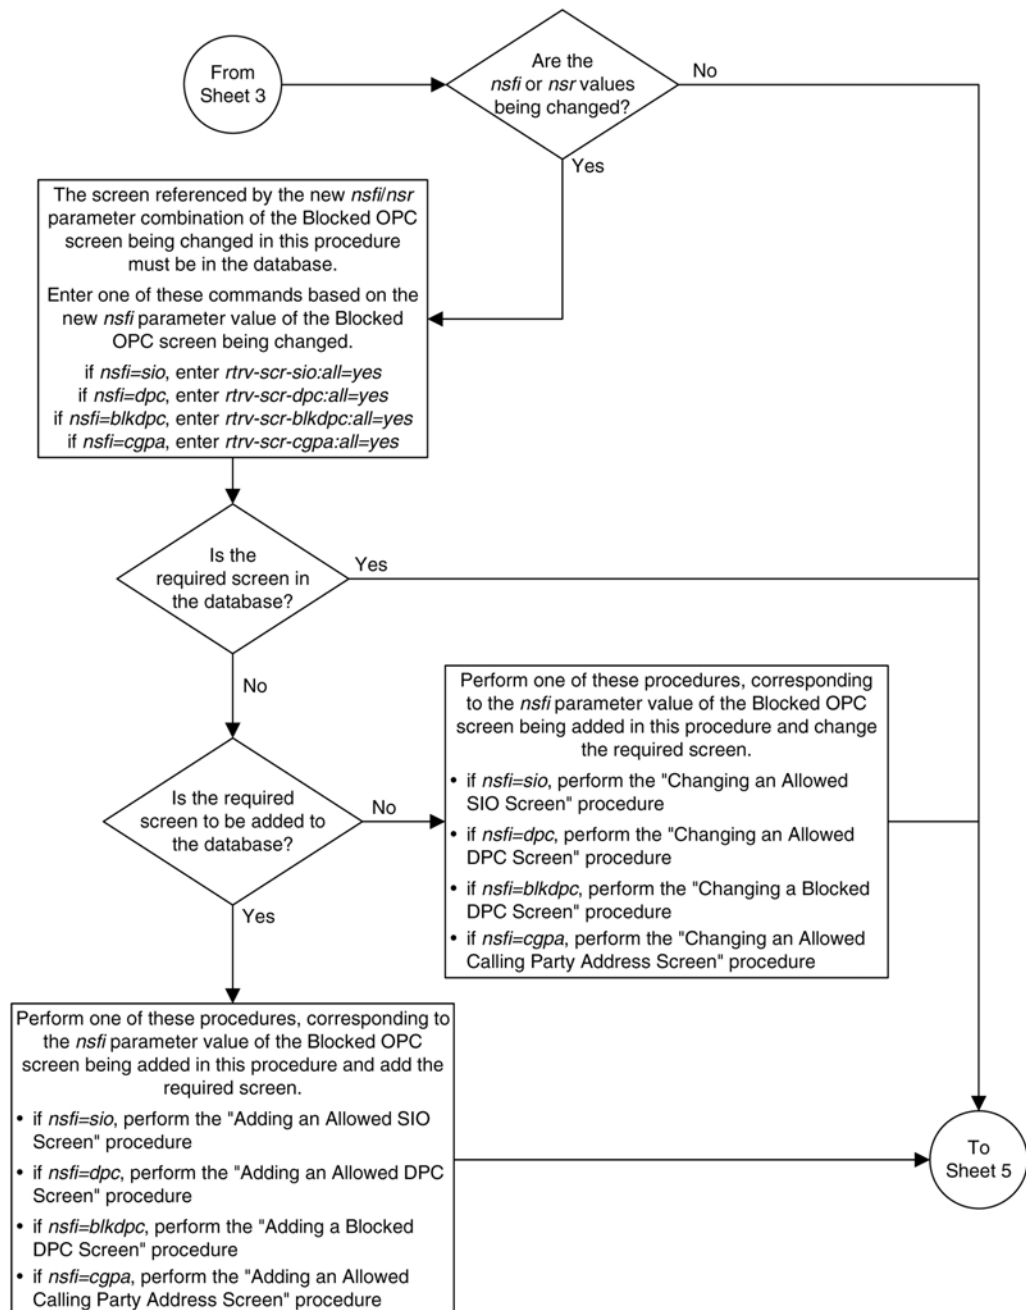 From
Sheet 3
Are the
nsfi or nsr values
being changed?
No
Yes
The screen referenced by the new nsfi/nsr
parameter combination of the Blocked OPC
screen being changed in this procedure
must be in the database.
Enter one of these commands based on the
new nsfi parameter value of the Blocked
OPC screen being changed.
if nsfi=sio, enter rtrv-scr-sio:all=yes
if nsfi=dpc, enter rtrv-scr-dpc:all=yes
if nsfi=blkdpc, enter rtrv-scr-blkdpc:all=yes
if nsfi=cgpa, enter rtrv-scr-cgpa:all=yes
Is the
required screen in
the database?
Yes
No
Is the required
screen to be added to
the database?
No
Yes
Perform one of these procedures, corresponding
to the nsfi parameter value of the Blocked OPC
screen being added in this procedure and change
the required screen.
• if nsfi=sio, perform the "Changing an Allowed
SIO Screen" procedure
• if nsfi=dpc, perform the "Changing an Allowed
DPC Screen" procedure
• if nsfi=blkdpc, perform the "Changing a Blocked
DPC Screen" procedure
• if nsfi=cgpa, perform the "Changing an Allowed
Calling Party Address Screen" procedure
Perform one of these procedures, corresponding to
the nsfi parameter value of the Blocked OPC
screen being added in this procedure and add the
required screen.
• if nsfi=sio, perform the "Adding an Allowed SIO
Screen" procedure
• if nsfi=dpc, perform the "Adding an Allowed DPC
Screen" procedure
• if nsfi=blkdpc, perform the "Adding a Blocked
DPC Screen" procedure
• if nsfi=cgpa, perform the "Adding an Allowed
Calling Party Address Screen" procedure
To
Sheet 5